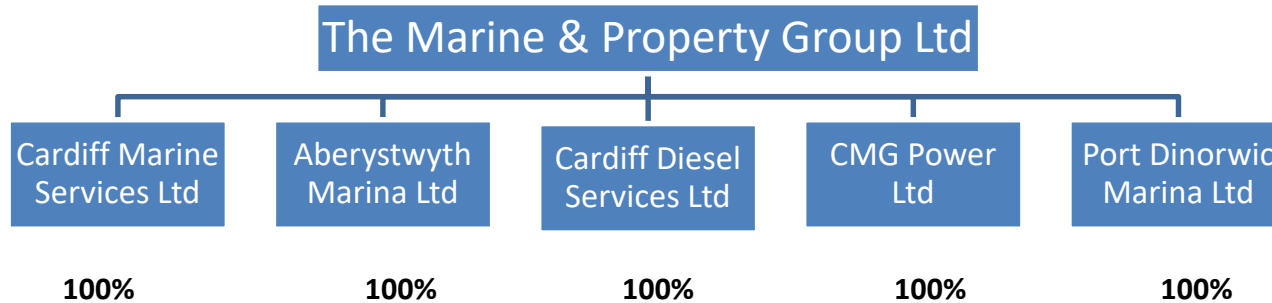 The Marine & Property Group Ltd
Cardiff Marine
Services Ltd
Aberystwyth
Marina Ltd
Cardiff Diesel
Services Ltd
CMG Power
Ltd
Port Dinorwic
Marina Ltd
100%
100%
100%
100%
100%